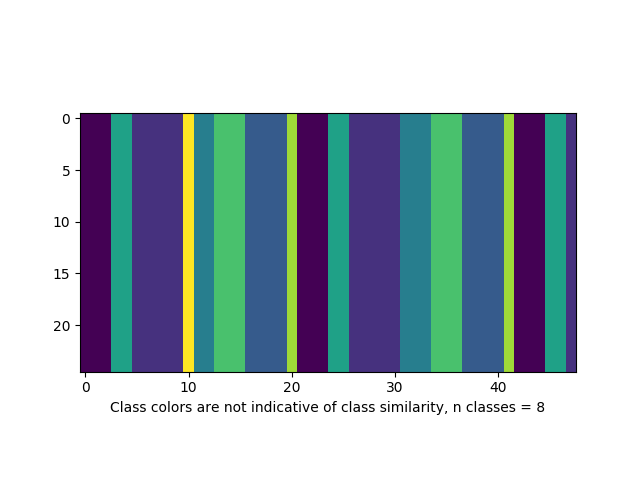 0
5
10
15
20
0 10 20 30 40
Class colors are not indicative of class similarity, n classes = 8